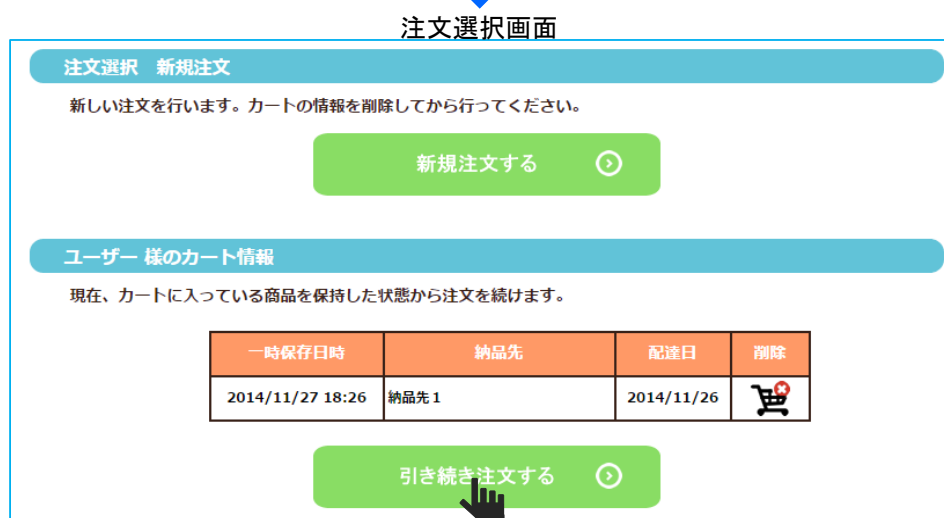 注文選択画面
注文選択　新規注文
新しい注文を行います。カートの情報を削除してから行ってください。
新規注文する
ユーザー 様のカート情報
現在、カートに入っている商品を保持した状態から注文を続けます。
一時保存日時 納品先 配達日 削除
2014/11/27 18:26 納品先１ 2014/11/26
引き続き注文する